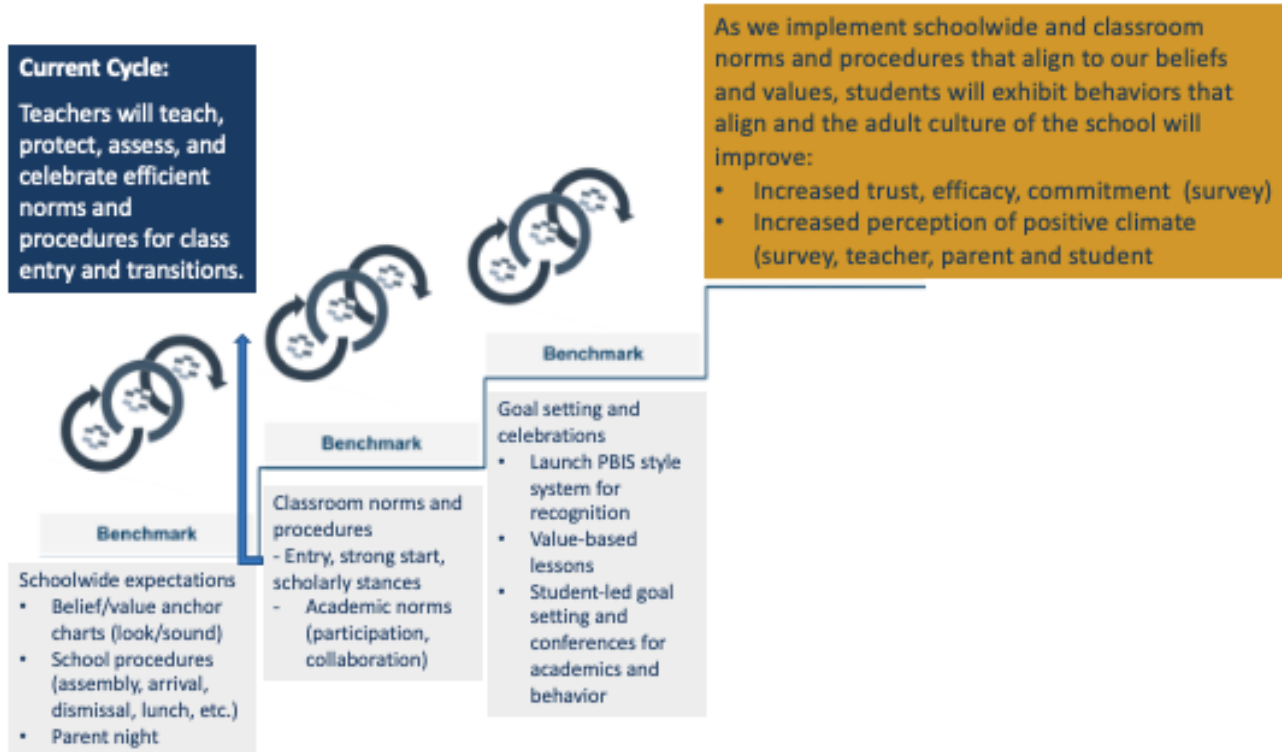 Current Cycle:
Teachers will teach,
protect, assess, and
celebrate efficient
norms and
procedures for class
entry and transitions.
As we implement schoolwide and classroom
norms and procedures that align to our beliefs
and values, students will exhibit behaviors that
align and the adult culture of the school will
improve:
• Increased trust, efficacy, commitment (survey)
• Increased perception of positive climate
(survey, teacher, parent and student
Benchmark
Schoolwide expectations
• Belief/value anchor
charts (look/sound)
• School procedures
(assembly, arrival,
dismissal, lunch, etc.)
• Parent night
Benchmark
Classroom norms and
procedures
- Entry, strong start,
scholarly stances
- Academic norms
(participation,
collaboration)
Benchmark
Goal setting and
celebrations
• Launch PBIS style
system for
recognition
• Value-based
lessons
• Student-led goal
setting and
conferences for
academics and
behavior